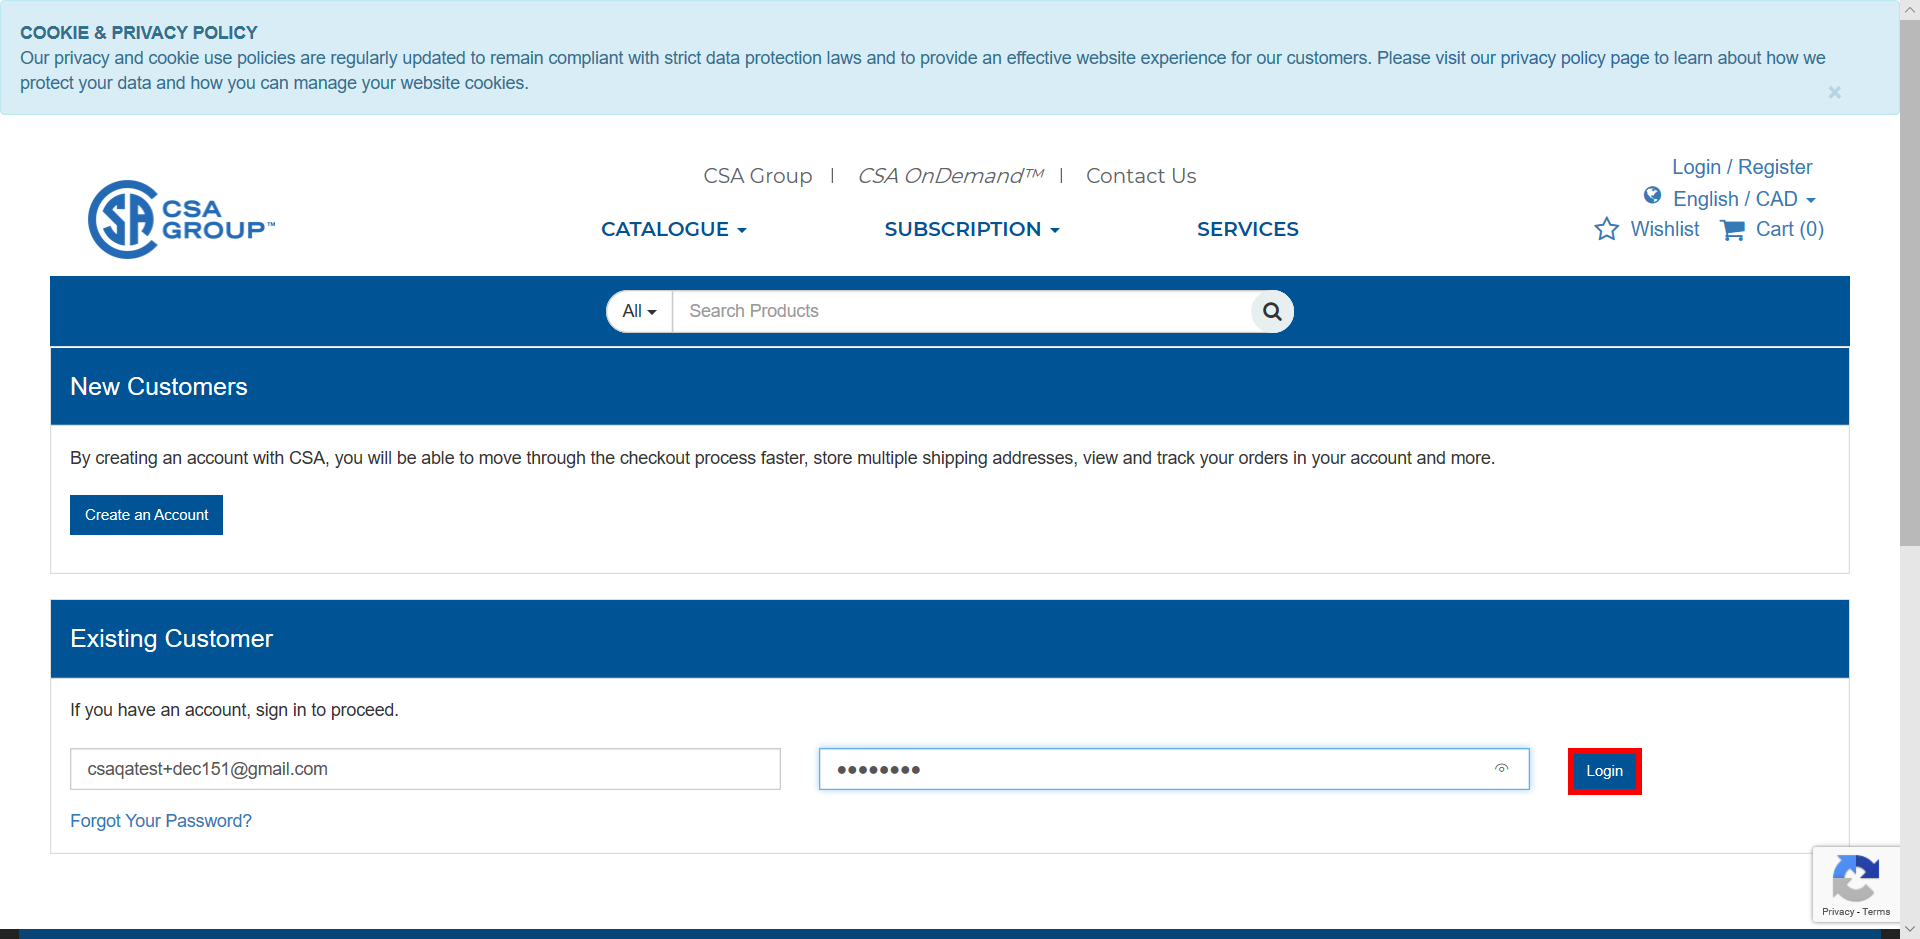 COOKIE & PRIVACY POLICY
Our privacy and cookie use policies are regularly updated to remain compliant with strict data protection laws and to provide an effective website experience for our customers. Please visit our privacy policy page to learn about how we
protect your data and how you can manage your website cookies.
×
CSA Group | CSA OnDemand™ | Contact Us
Login / Register
English / CAD
CSA
GROUP™
CATALOGUE SUBSCRIPTION SERVICES
Wishlist Cart (0)
All Search Products
New Customers
By creating an account with CSA, you will be able to move through the checkout process faster, store multiple shipping addresses, view and track your orders in your account and more.
Create an Account
Existing Customer
If you have an account, sign in to proceed.
csaqatest+dec151@gmail.com ●●●●●●●● Login
Forgot Your Password?
Privacy - Terms